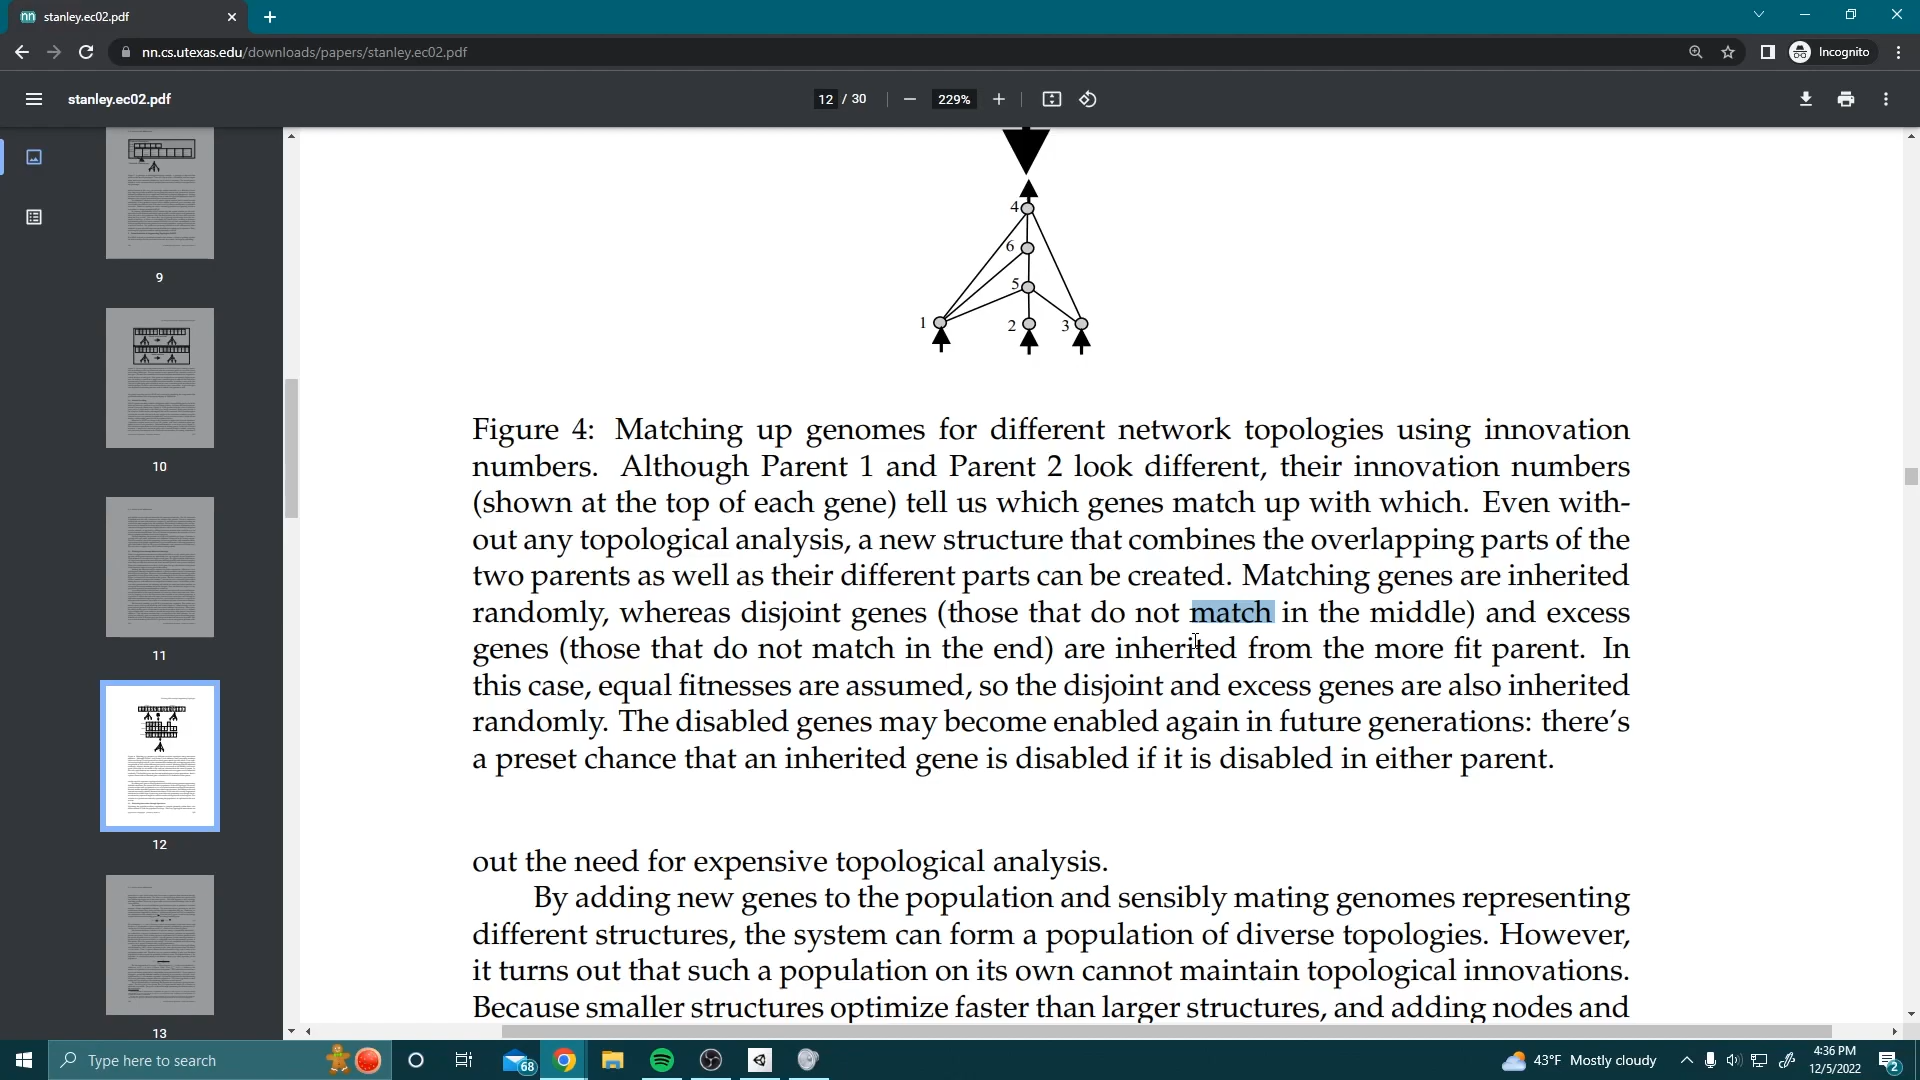 stanley.ec02.pdf
nn.cs.utexas.edu/downloads/papers/stanley.ec02.pdf
Incognito
stanley.ec02.pdf
12 / 30
229%
9
10
11
12
13
4
6
5
1
2
3
Figure 4: Matching up genomes for different network topologies using innovation
numbers. Although Parent 1 and Parent 2 look different, their innovation numbers
(shown at the top of each gene) tell us which genes match up with which. Even with-
out any topological analysis, a new structure that combines the overlapping parts of the
two parents as well as their different parts can be created. Matching genes are inherited
randomly, whereas disjoint genes (those that do not match in the middle) and excess
genes (those that do not match in the end) are inherited from the more fit parent. In
this case, equal fitnesses are assumed, so the disjoint and excess genes are also inherited
randomly. The disabled genes may become enabled again in future generations: there's
a preset chance that an inherited gene is disabled if it is disabled in either parent.
out the need for expensive topological analysis.
By adding new genes to the population and sensibly mating genomes representing
different structures, the system can form a population of diverse topologies. However,
it turns out that such a population on its own cannot maintain topological innovations.
Because smaller structures optimize faster than larger structures, and adding nodes and
Type here to search
68
43°F Mostly cloudy
4:36 PM
12/5/2022
2